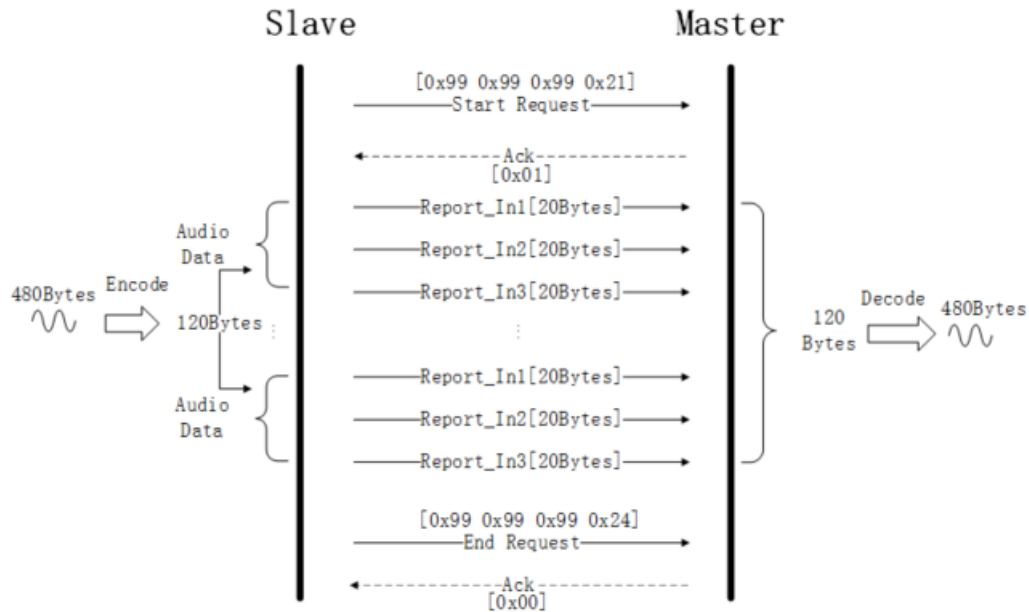 Slave
Master
[0x99 0x99 0x99 0x21]
Start Request
Ack
[0x01]
Report_In1[20Bytes]
Audio
Data
Report_In2[20Bytes]
Report_In3[20Bytes]
480Bytes
Encode
120Bytes
120
Bytes
Decode
480Bytes
Report_In1[20Bytes]
Audio
Data
Report_In2[20Bytes]
Report_In3[20Bytes]
[0x99 0x99 0x99 0x24]
End Request
Ack
[0x00]